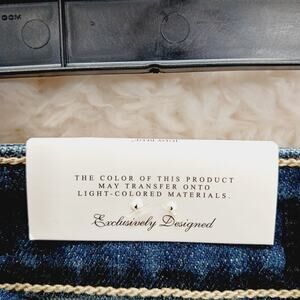 THE COLOR OF THIS PRODUCT
MAY TRANSFER ONTO
LIGHT-COLORED MATERIALS.
Exclusively Designed